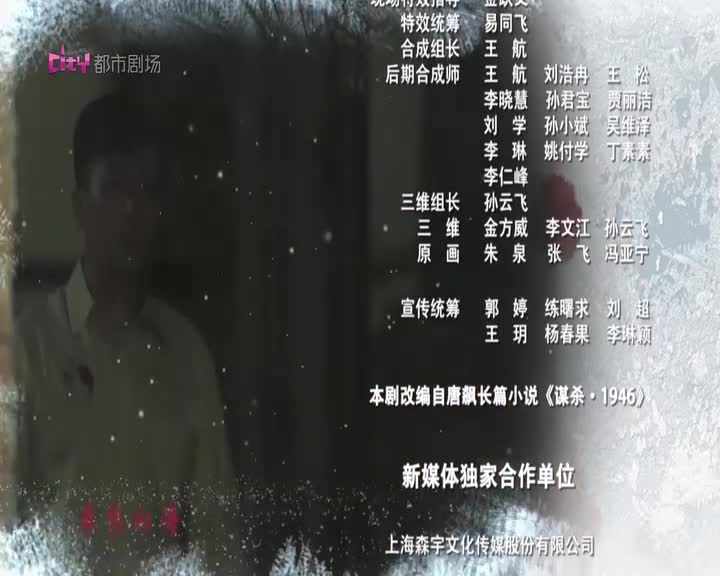 特效统筹 易同飞
合成组长 王航
City都市剧场
后期合成师 王航 刘浩冉 王松
李晓慧 孙君宝 贾丽洁
刘学 孙小斌 吴维泽
李琳 姚付学 丁素素
李仁峰
三维组长 孙云飞
三维 金方威 李文江 孙云飞
原画 朱泉 张飞 冯亚宁
宣传统筹 郭婷 练曙求 刘超
王玥 杨春果 李琳颖
本剧改编自唐飙长篇小说《谋杀·1946》
新媒体独家合作单位
上海森宇文化传媒股份有限公司